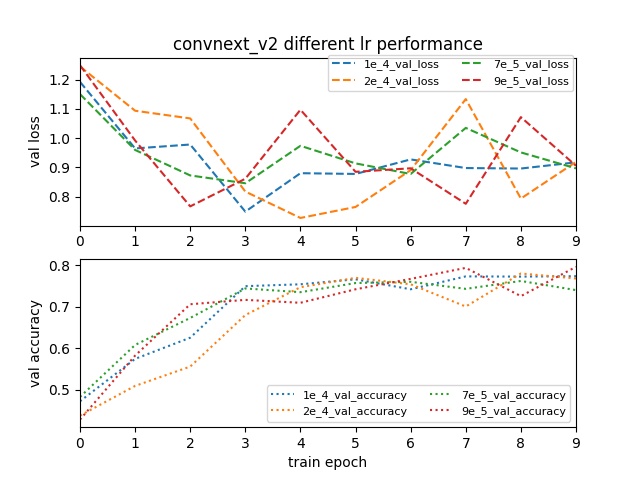 convnext_v2 different lr performance
1e_4_val_loss 7e_5_val_loss
2e_4_val_loss 9e_5_val_loss
val loss
1.2
1.1
1.0
0.9
0.8
0 1 2 3 4 5 6 7 8 9
val accuracy
0.8
0.7
0.6
0.5
1e_4_val_accuracy 7e_5_val_accuracy
2e_4_val_accuracy 9e_5_val_accuracy
0 1 2 3 4 5 6 7 8 9
train epoch